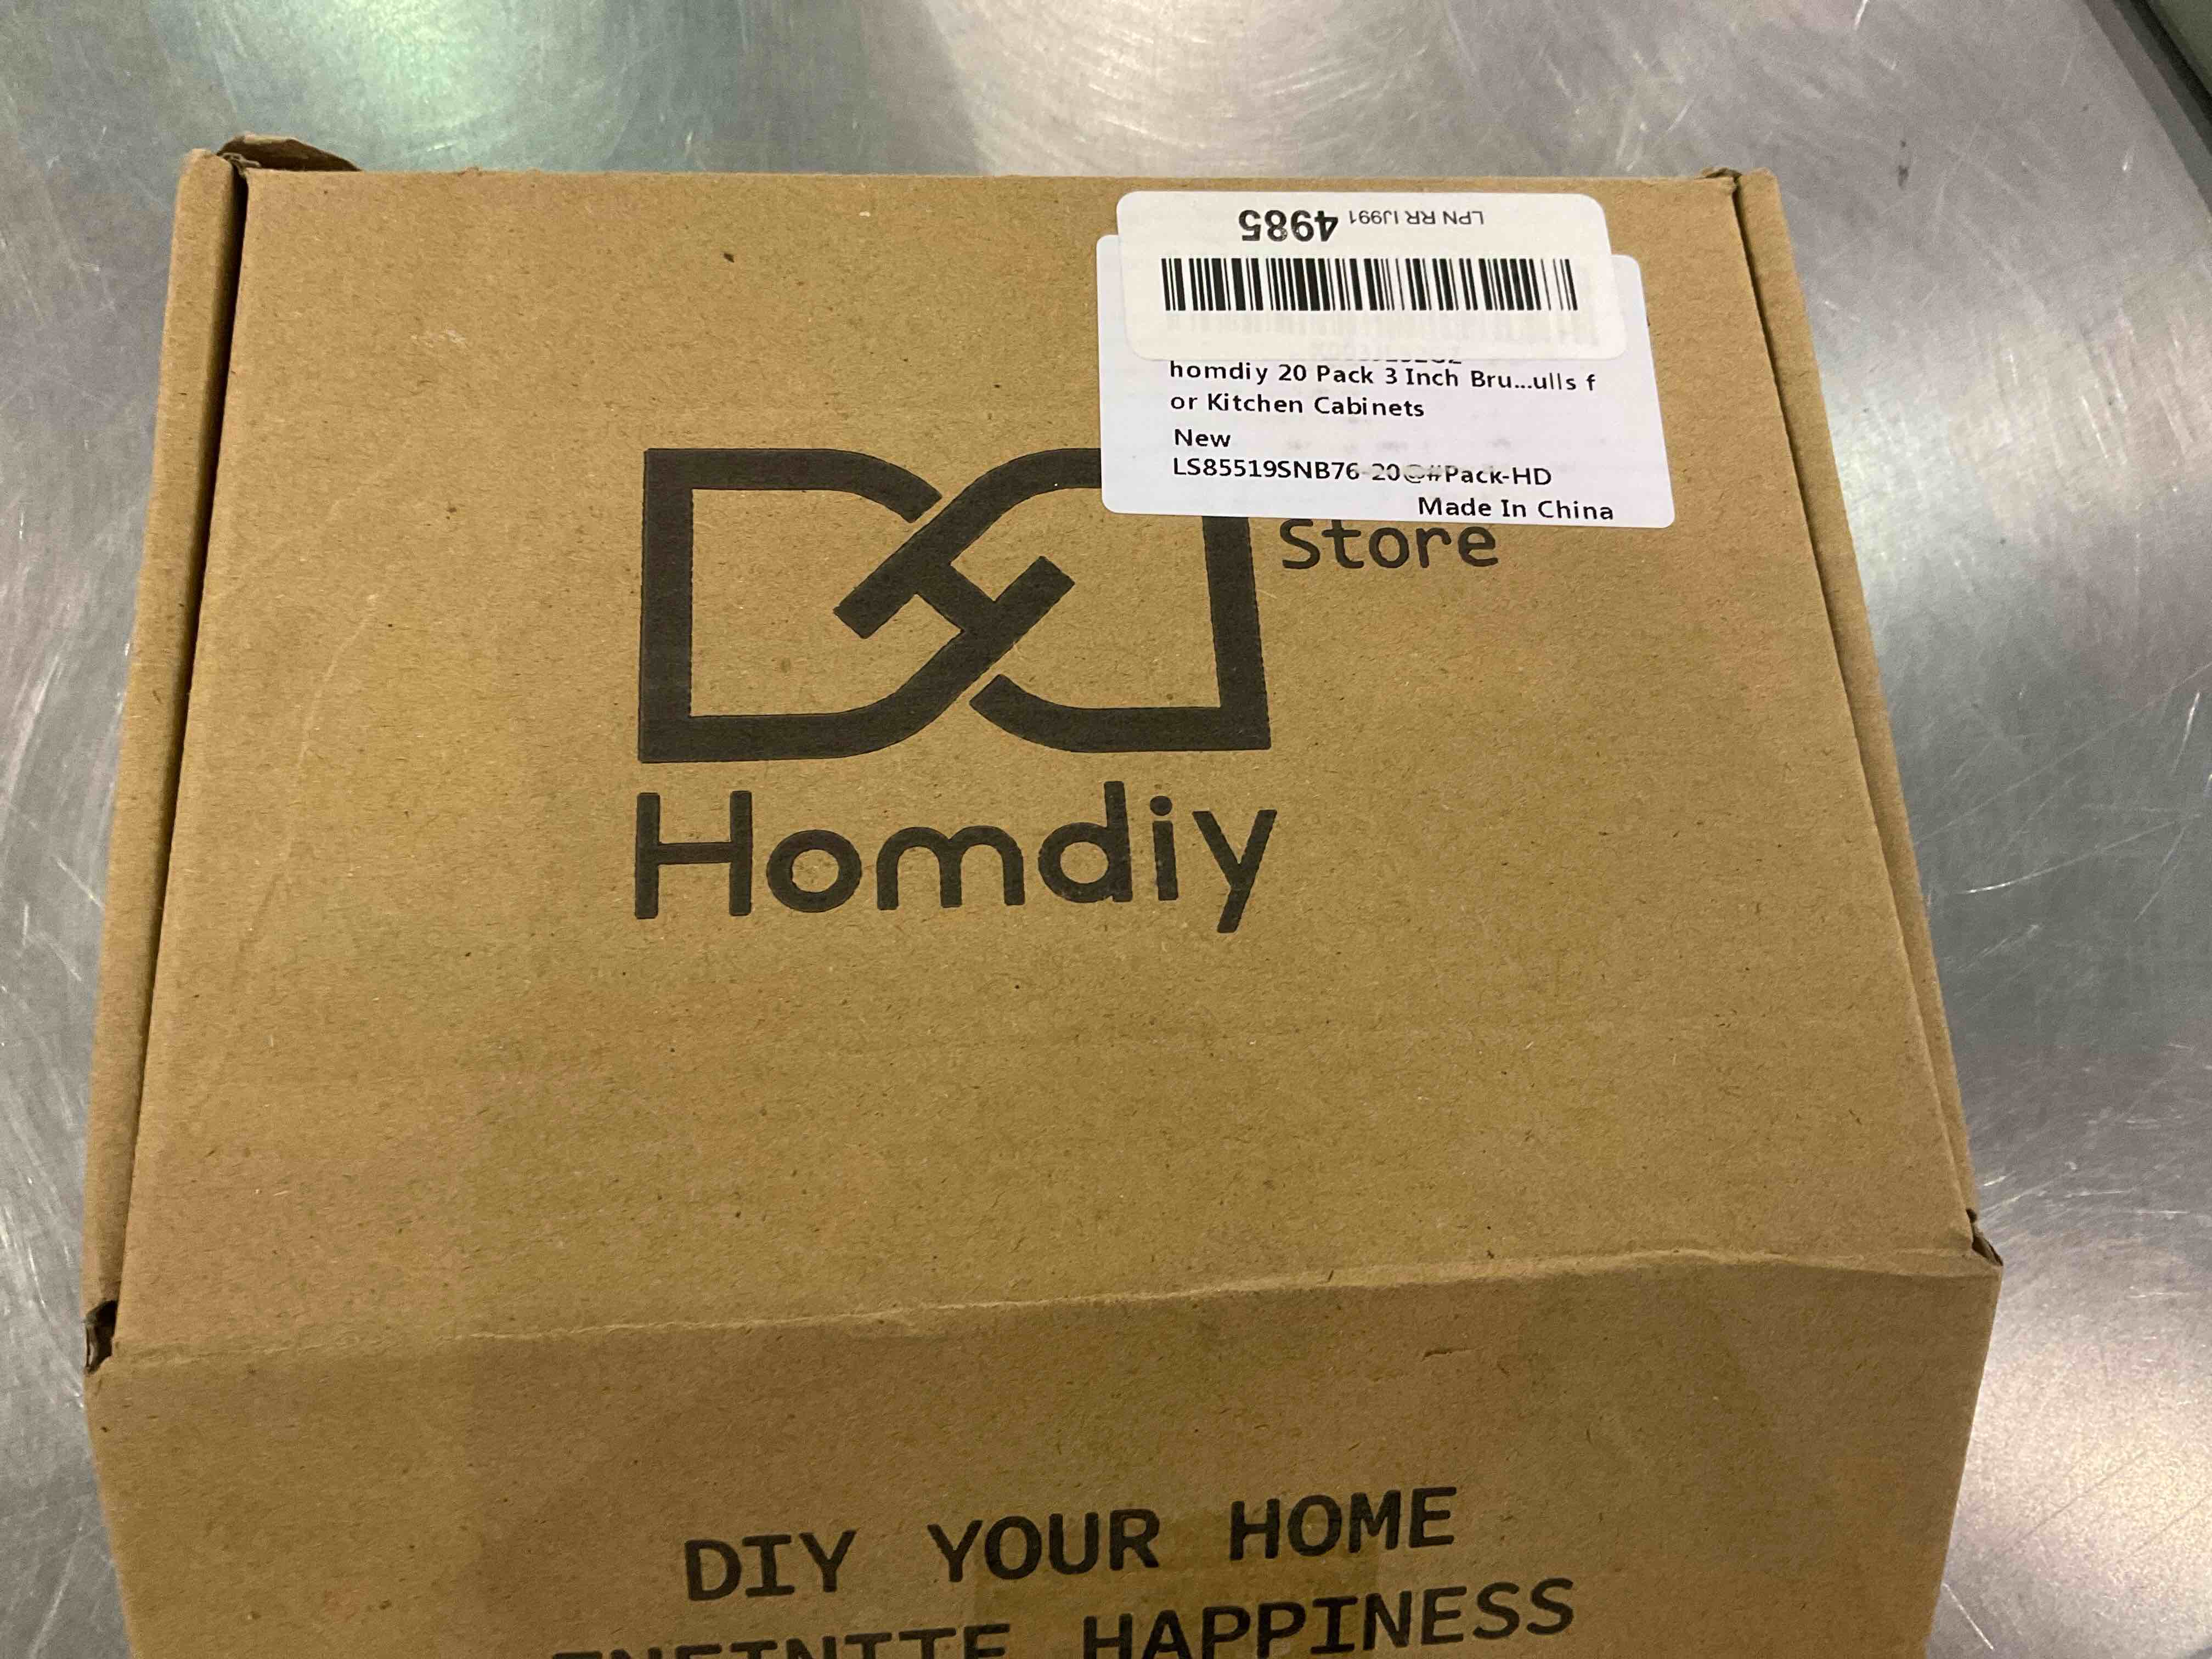 LPN RR IJ991 4985
homdiy 20 Pack 3 Inch Bru...ulls f
or Kitchen Cabinets
New
LS85519SNB76-20@#Pack-HD
Made In China
Store
Homdiy
DIY YOUR HOME
INFINITE HAPPINESS